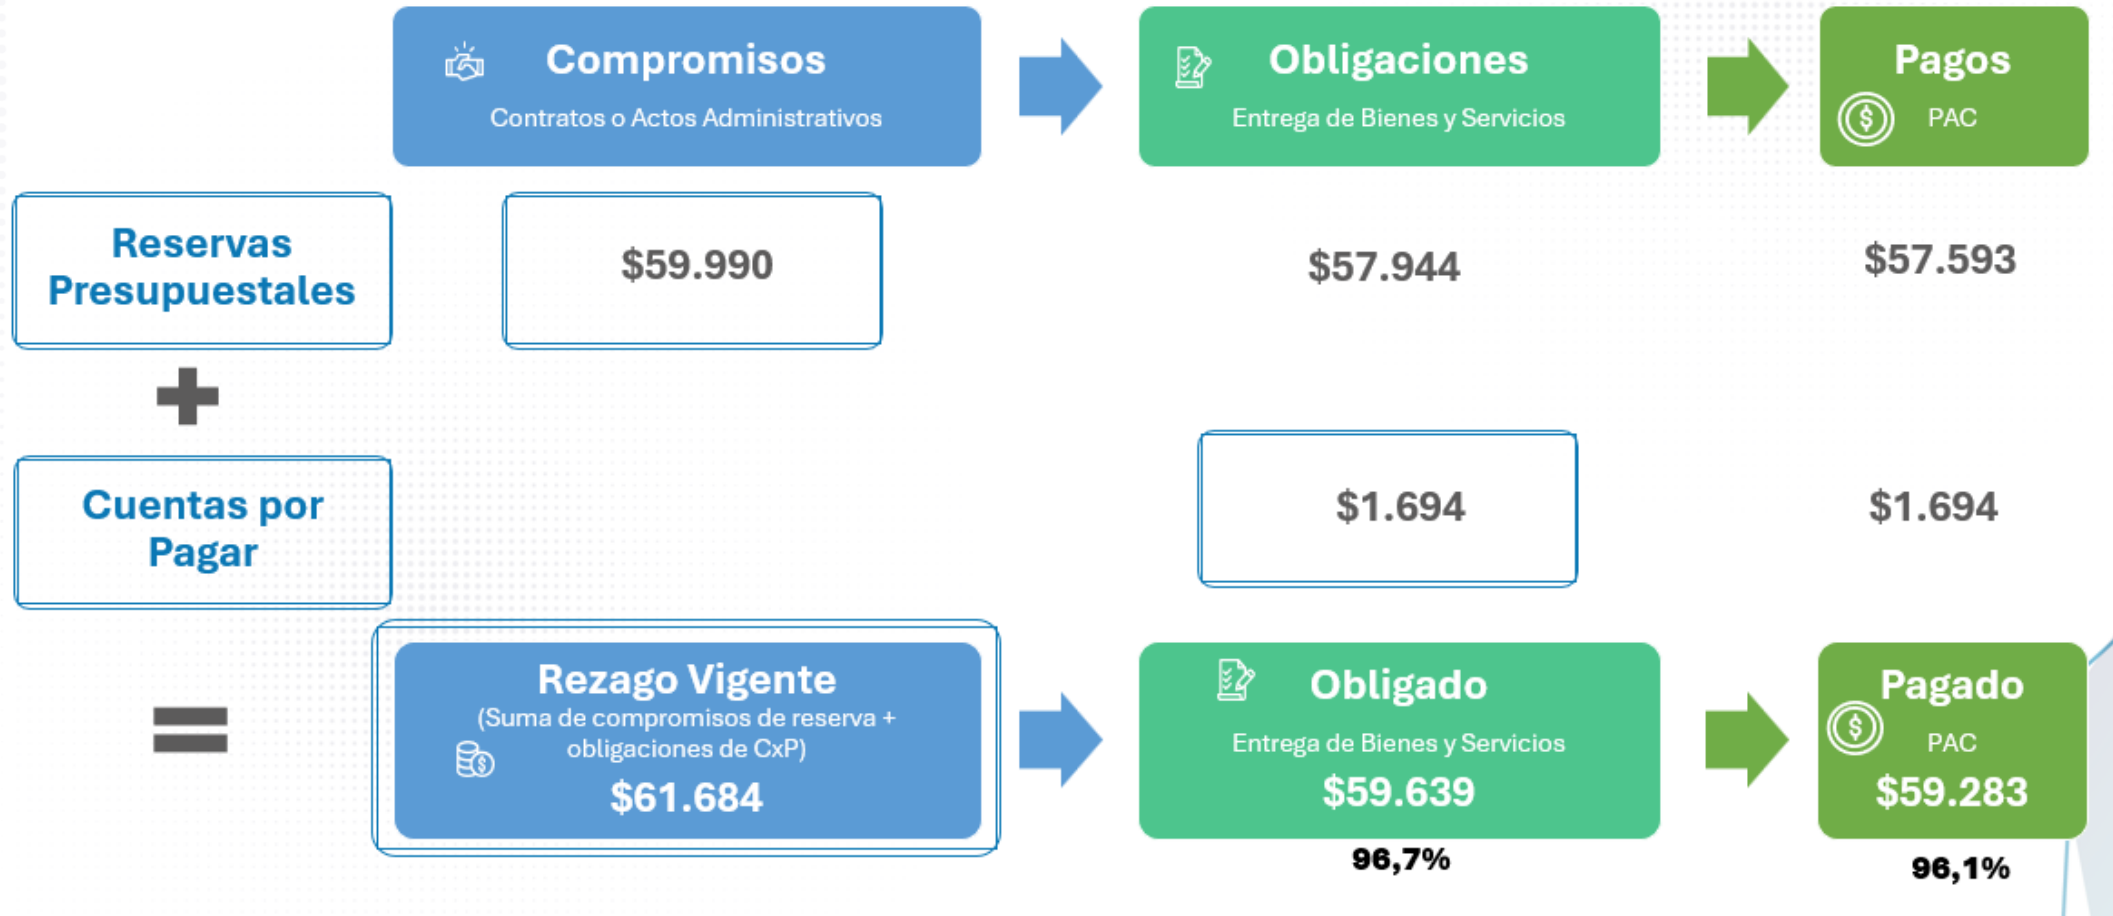 Compromisos
Contratos o Actos Administrativos
Obligaciones
Entrega de Bienes y Servicios
Pagos
PAC
Reservas
Presupuestales
$59.990
$57.944
$57.593
Cuentas por
Pagar
$1.694
$1.694
Rezago Vigente
(Suma de compromisos de reserva +
obligaciones de CxP)
$61.684
Obligado
Entrega de Bienes y Servicios
$59.639
96,7%
Pagado
PAC
$59.283
96,1%